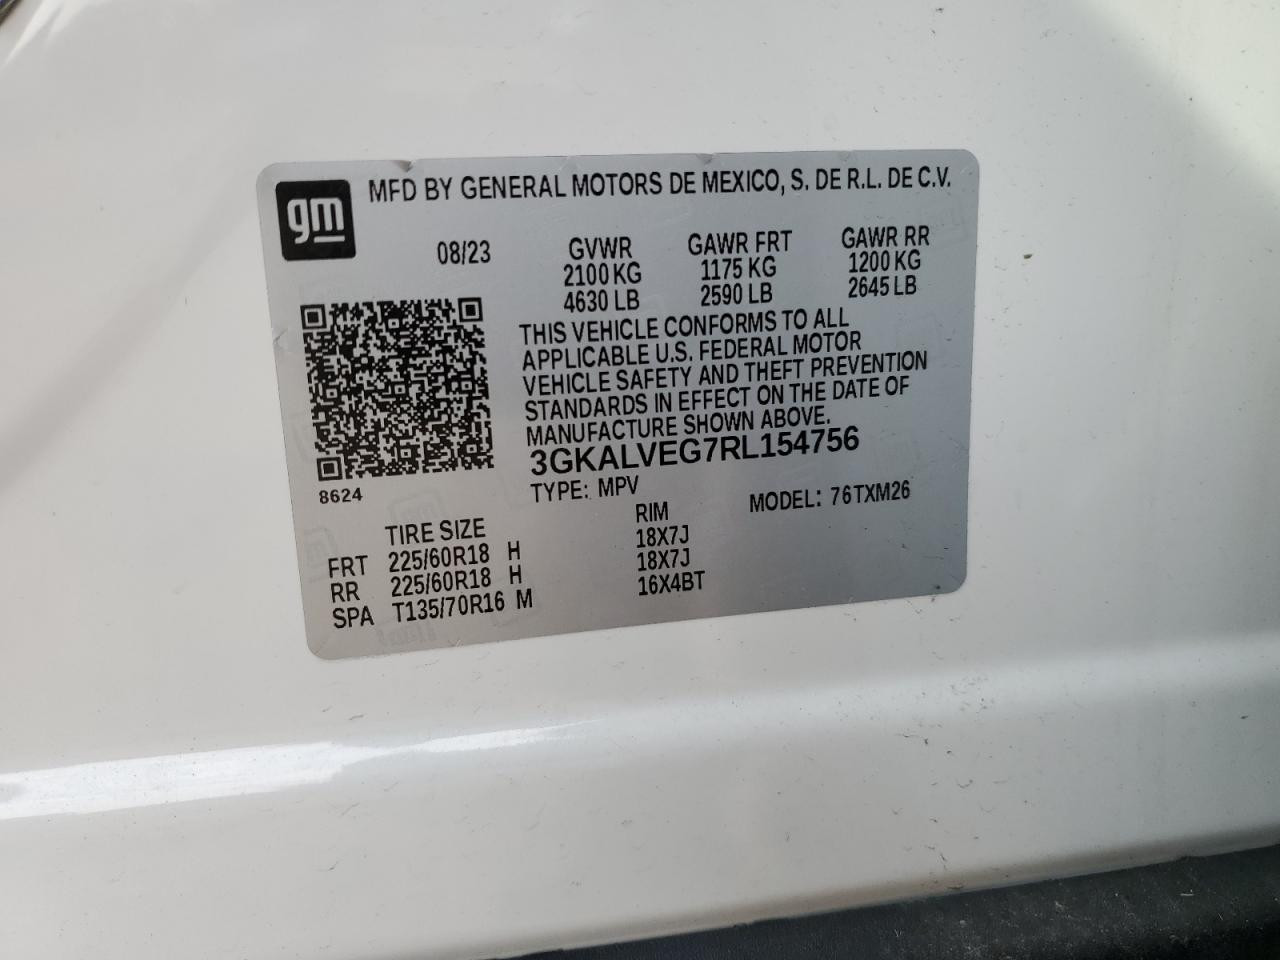 gm
MFD BY GENERAL MOTORS DE MEXICO, S. DE R.L. DE C.V.
08/23 GVWR GAWR FRT GAWR RR
2100 KG 1175 KG 1200 KG
4630 LB 2590 LB 2645 LB
THIS VEHICLE CONFORMS TO ALL
APPLICABLE U.S. FEDERAL MOTOR
VEHICLE SAFETY AND THEFT PREVENTION
STANDARDS IN EFFECT ON THE DATE OF
MANUFACTURE SHOWN ABOVE.
3GKALVEG7RL154756
8624 TYPE: MPV MODEL: 76TXM26
TIRE SIZE RIM
FRT 225/60R18 H 18X7J
RR 225/60R18 H 18X7J
SPA T135/70R16 M 16X4BT